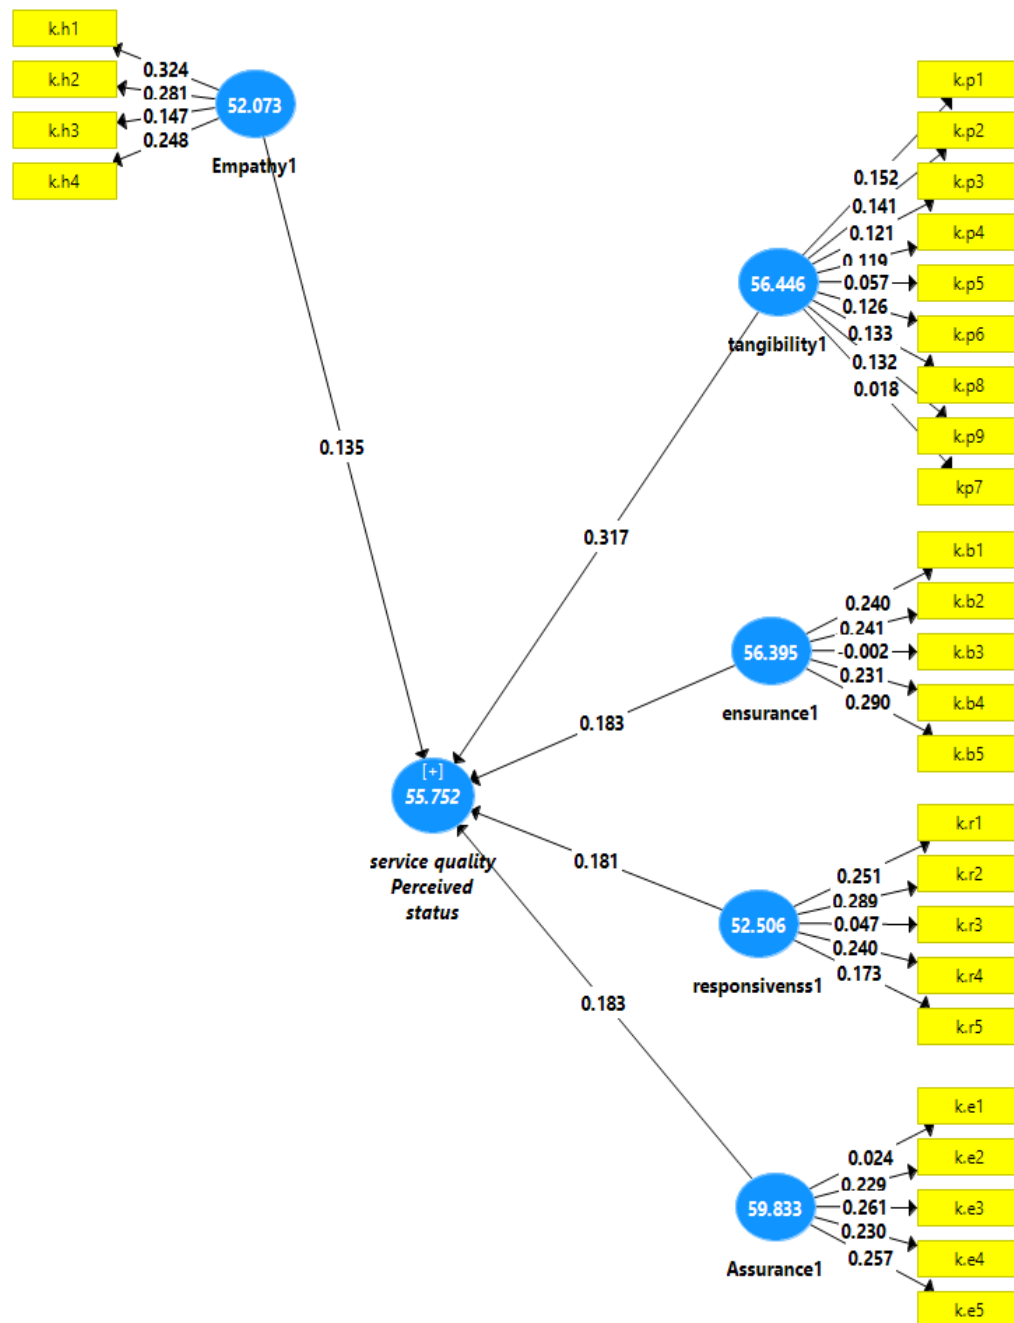 k.h1
k.h2
k.h3
k.h4
0.324
0.281
0.147
0.248
52.073
Empathy1
0.135
k.p1
k.p2
k.p3
k.p4
k.p5
k.p6
k.p8
k.p9
kp7
0.152
0.141
0.121
0.119
0.057
0.126
0.133
0.132
0.018
56.446
tangibility1
0.317
k.b1
k.b2
k.b3
k.b4
k.b5
0.240
0.241
-0.002
0.231
0.290
56.395
ensurance1
0.183
[+]
55.752
service quality
Perceived
status
k.r1
k.r2
k.r3
k.r4
k.r5
0.251
0.289
0.047
0.240
0.173
52.506
responsivenss1
0.181
0.183
k.e1
k.e2
k.e3
k.e4
k.e5
0.024
0.229
0.261
0.230
0.257
59.833
Assurance1